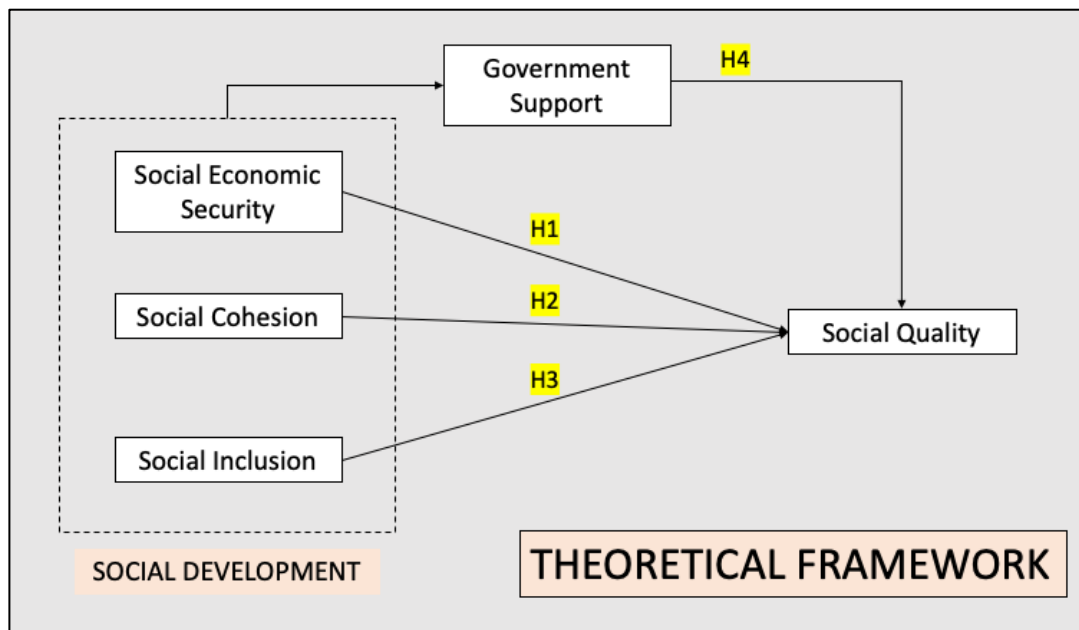 Government
Support
H4
Social Economic
Security
H1
Social Cohesion
H2
Social Quality
H3
Social Inclusion
SOCIAL DEVELOPMENT
THEORETICAL FRAMEWORK